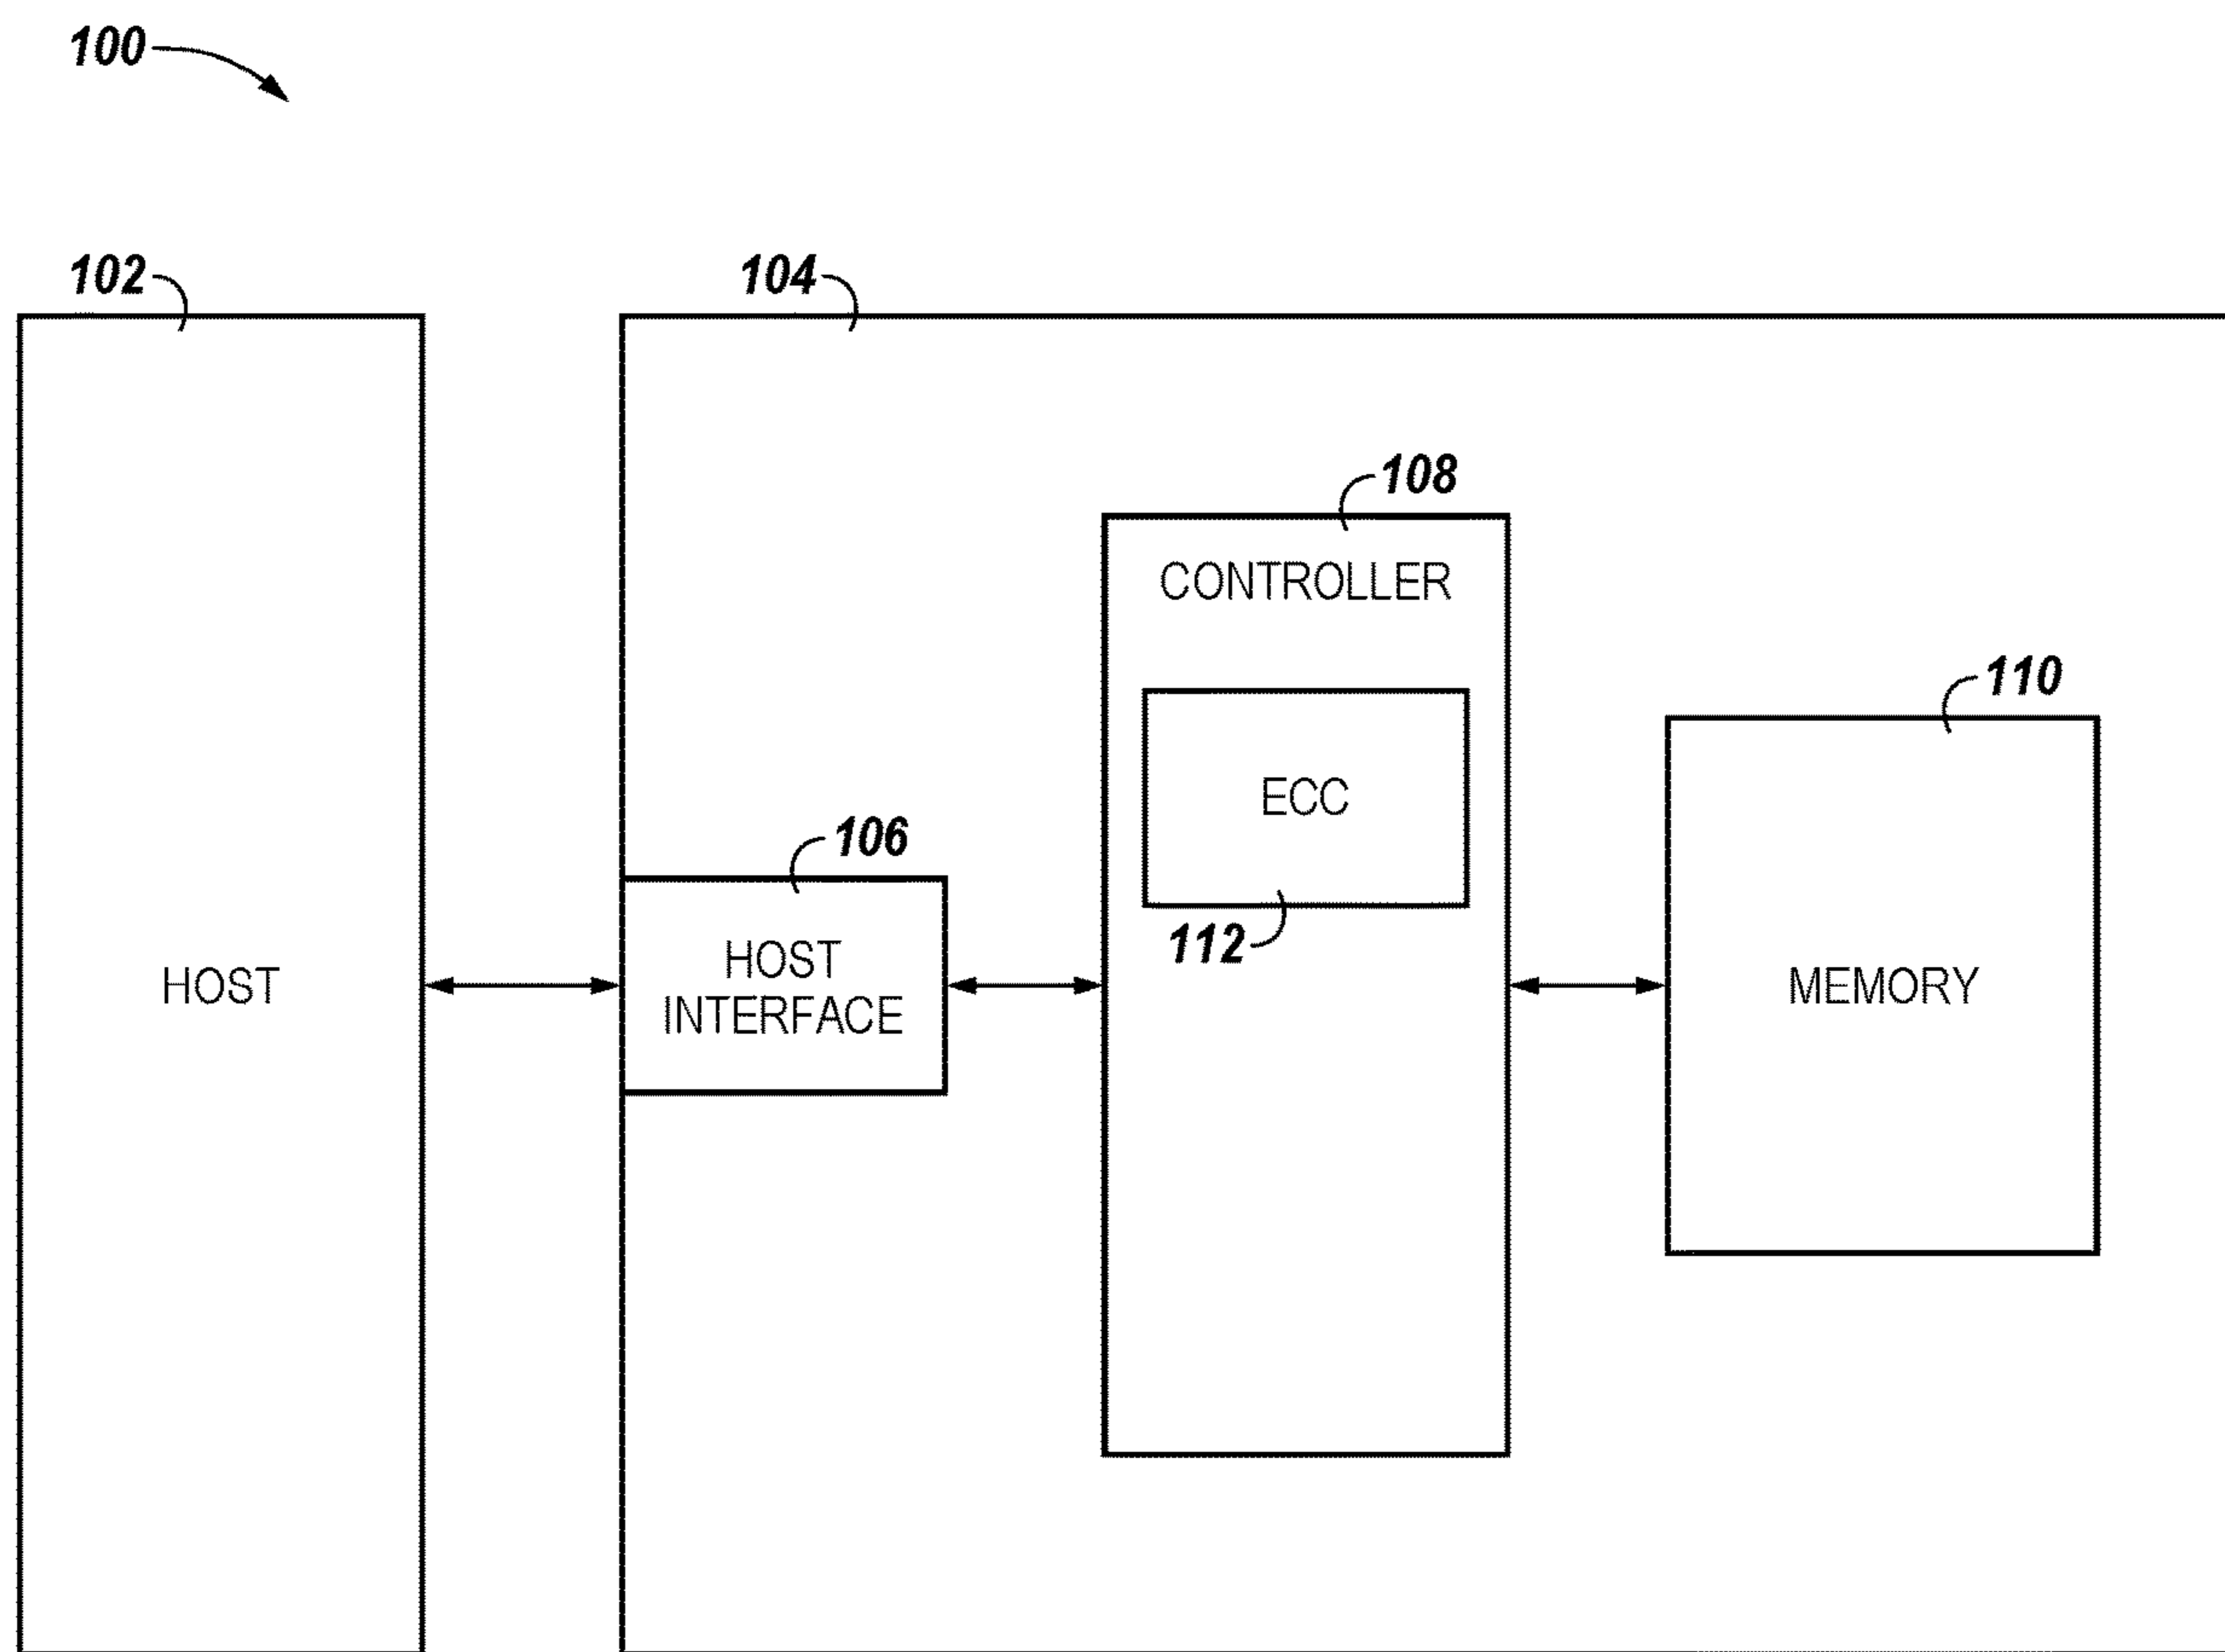 100
102
104
108
CONTROLLER
110
ECC
106
112
HOST
HOST
INTERFACE
MEMORY